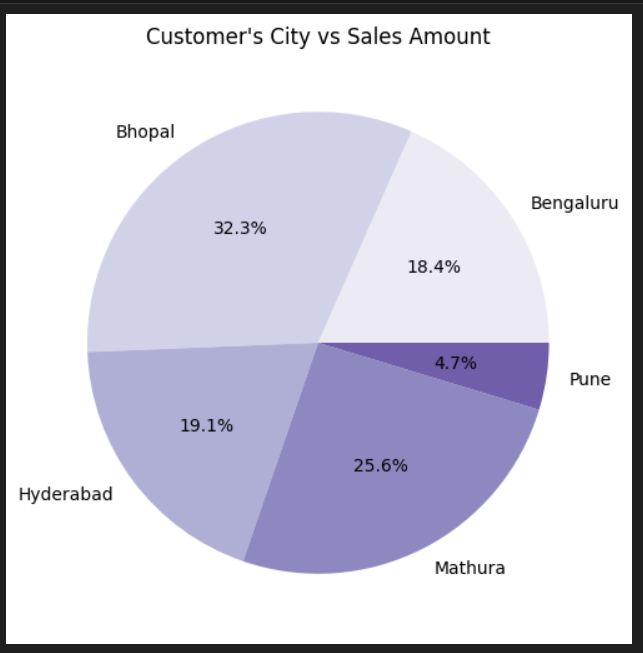 Customer's City vs Sales Amount
Bhopal
Bengaluru
32.3%
18.4%
4.7%
Pune
19.1%
25.6%
Hyderabad
Mathura